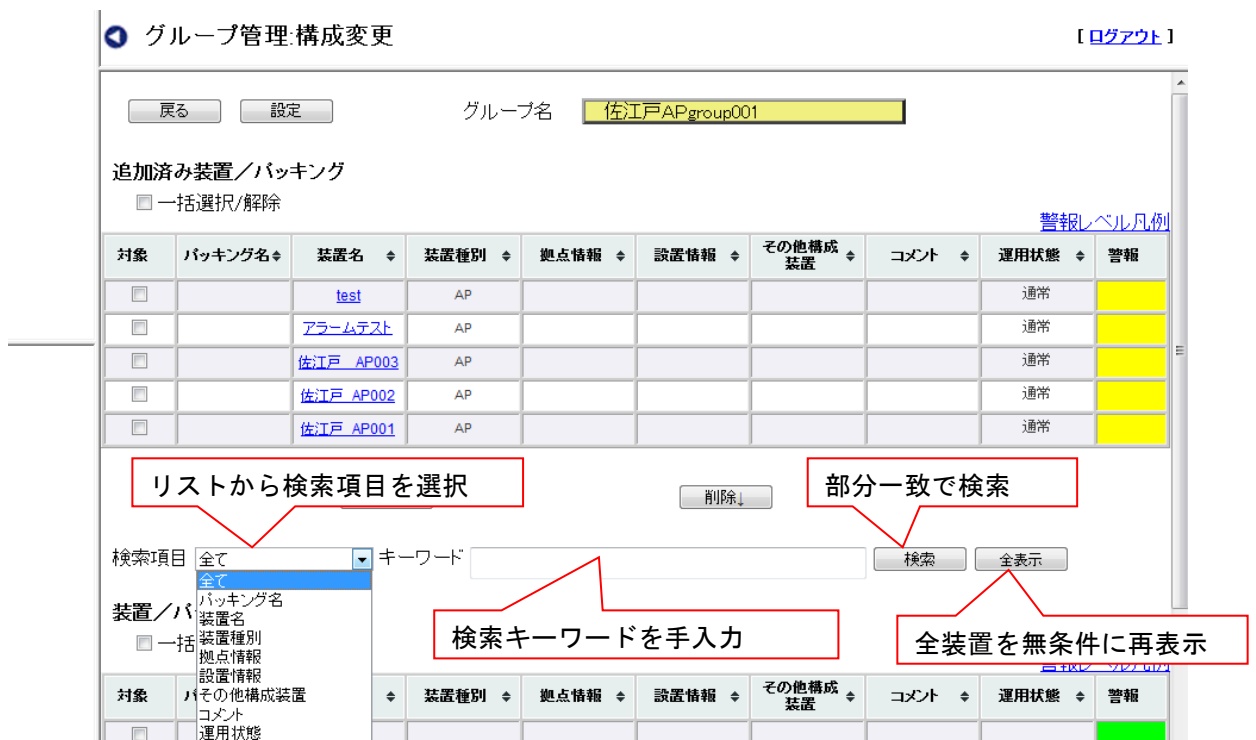 グループ管理:構成変更
[ ログアウト ]
戻る 設定 グループ名 佐江戸APgroup001
追加済み装置／パッキング
一括選択/解除
警報レベル凡例
対象 パッキング名 装置名 装置種別 拠点情報 設置情報 その他構成装置 コメント 運用状態 警報
test AP 通常
アラームテスト AP 通常
佐江戸 AP003 AP 通常
佐江戸 AP002 AP 通常
佐江戸 AP001 AP 通常
リストから検索項目を選択
削除↓
部分一致で検索
検索項目 全て キーワード 検索 全表示
全て
パッキング名
装置名
装置種別
拠点情報
設置情報
その他構成装置
コメント
運用状態
検索キーワードを手入力
全装置を無条件に再表示
装置／パ
一括
対象 パ 装置種別 拠点情報 設置情報 その他構成装置 コメント 運用状態 警報